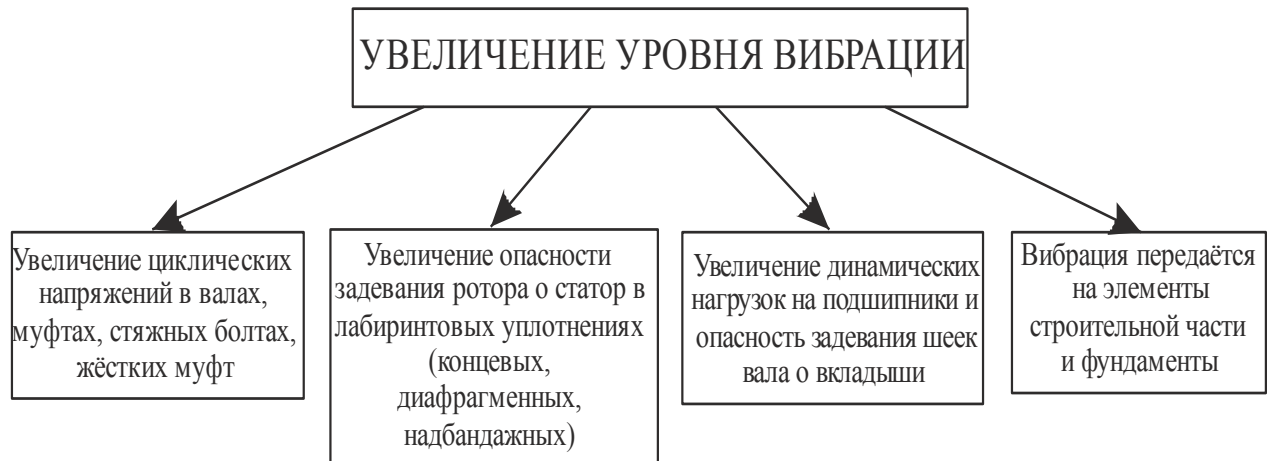 УВЕЛИЧЕНИЕ УРОВНЯ ВИБРАЦИИ
Увеличение циклических
напряжений в валах,
муфтах, стяжных болтах,
жёстких муфт
Увеличение опасности
задевания ротора о статор в
лабиринтовых уплотнениях
(концевых,
диафрагменных,
надбандажных)
Увеличение динамических
нагрузок на подшипники и
опасность задевания шеек
вала о вкладыши
Вибрация передаётся
на элементы
строительной части
и фундаменты